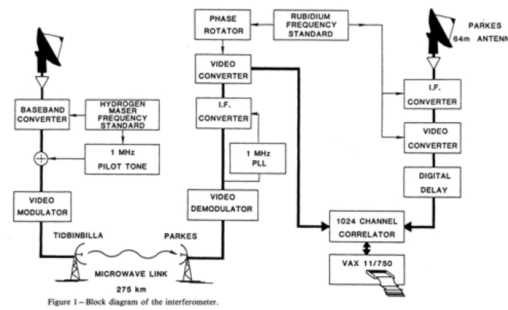 PHASE
ROTATOR
RUBIDIUM
FREQUENCY
STANDARD
PARKES
64m ANTENN
VIDEO
CONVERTER
I.F.
CONVERTER
BASEBAND
CONVERTER
HYDROGEN
MASER
FREQUENCY
STANDARD
I.F.
CONVERTER
VIDEO
CONVERTER
1 MHz
PILOT TONE
1 MHz
PLL
DIGITAL
DELAY
VIDEO
MODULATOR
VIDEO
DEMODULATOR
1024 CHANNEL
CORRELATOR
TIDBINBILLA
PARKES
VAX 11/750
MICROWAVE LINK
275 km
Figure 1—Block diagram of the interferometer.